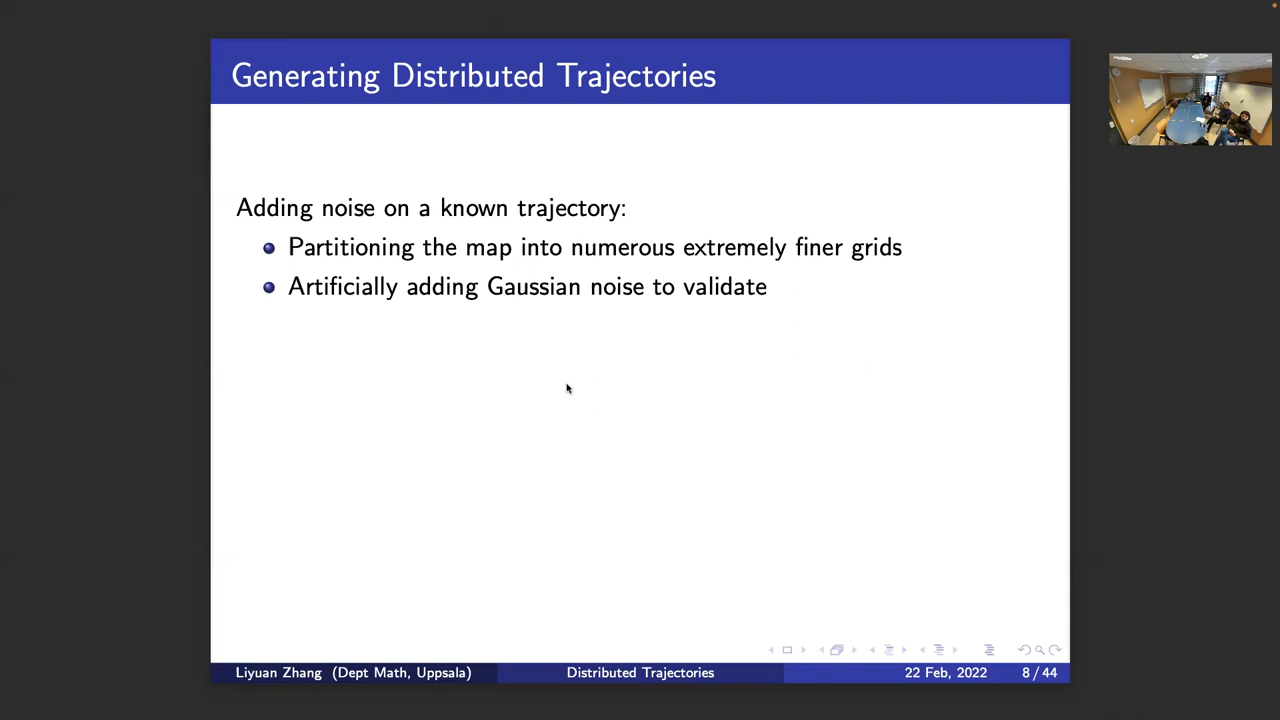 Generating Distributed Trajectories
Adding noise on a known trajectory:
Partitioning the map into numerous extremely finer grids
Artificially adding Gaussian noise to validate
Liyuan Zhang (Dept Math, Uppsala)
Distributed Trajectories
22 Feb, 2022
8 / 44